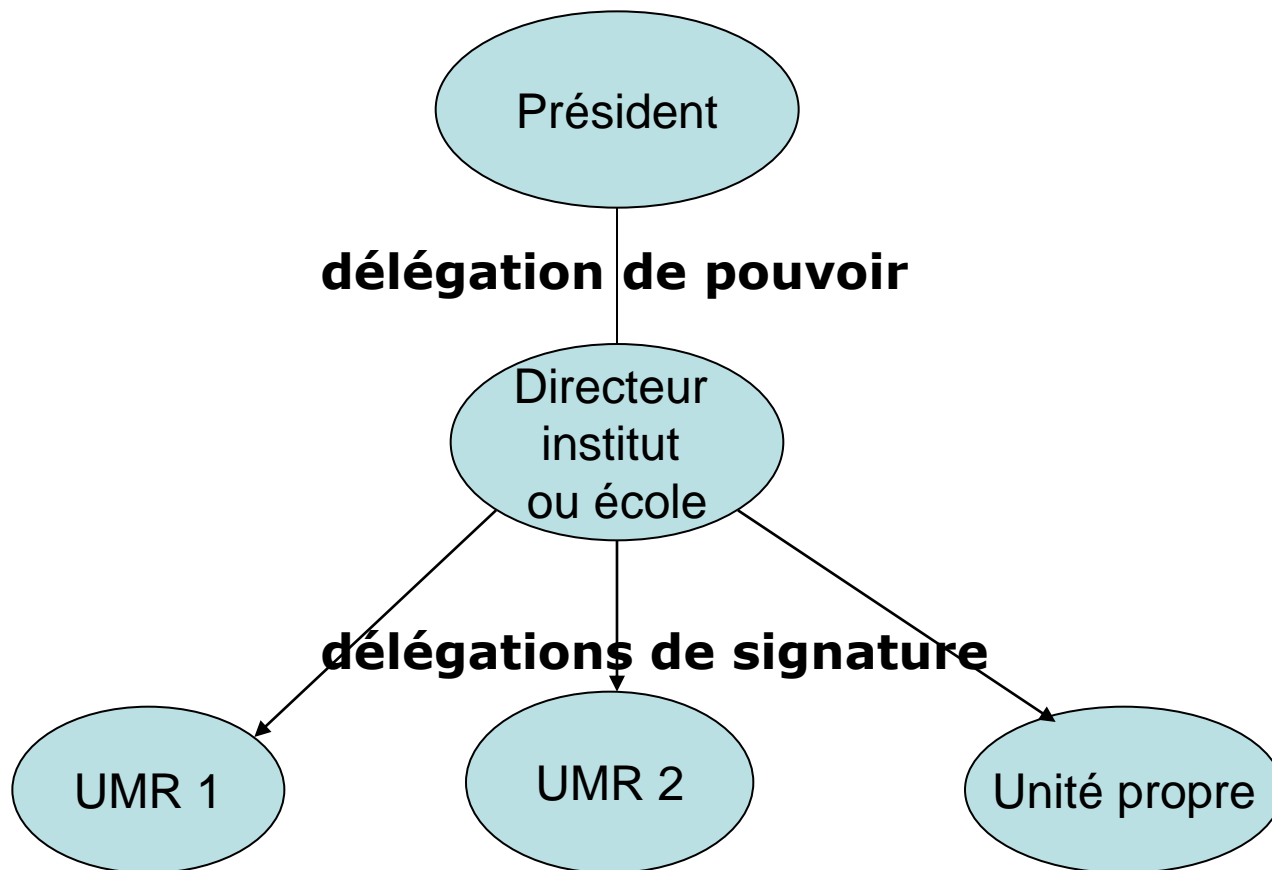 Président
délégation de pouvoir
Directeur
institut
ou école
délégations de signature
UMR 1
UMR 2
Unité propre